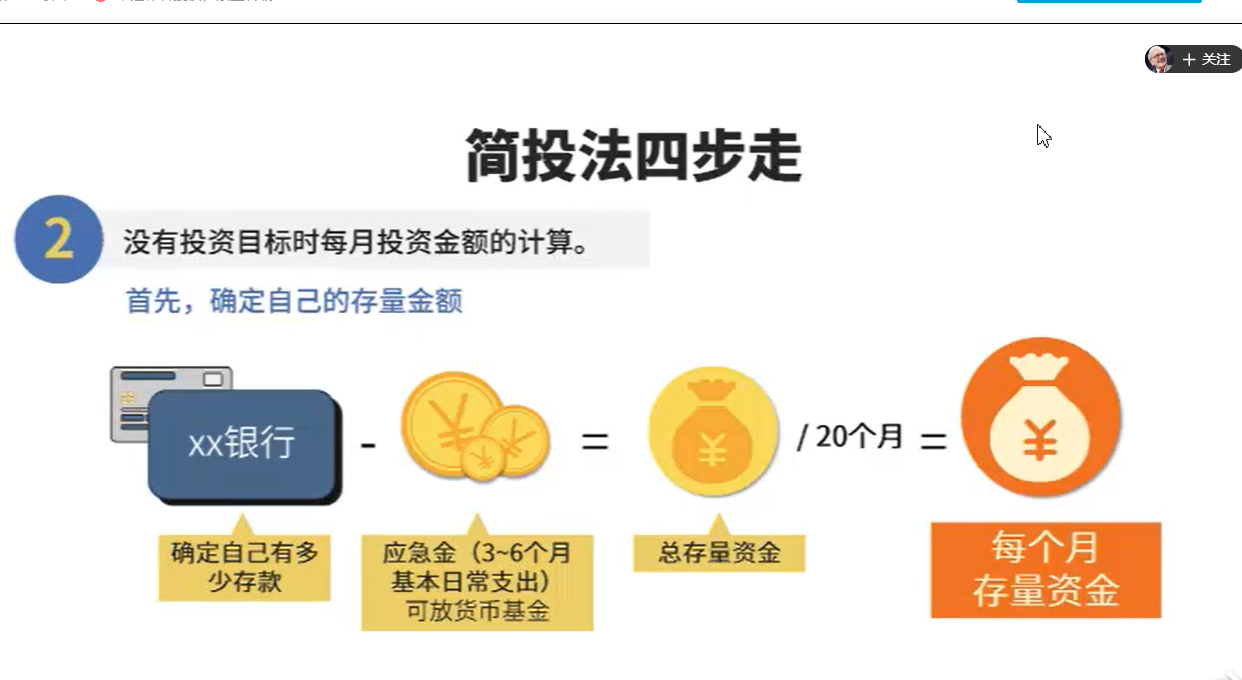 + 关注
简投法四步走
2
没有投资目标时每月投资金额的计算。
首先，确定自己的存量金额
xx银行
-
=
/ 20个月
=
确定自己有多
少存款
应急金（3~6个月
基本日常支出）
可放货币基金
总存量资金
每个月
存量资金